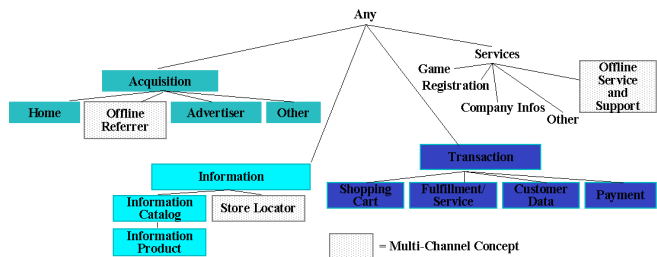 Any
Services
Acquisition
Game
Registration
Company Infos
Other
Offline
Service
and
Support
Home
Offline
Referrer
Advertiser
Other
Information
Transaction
Information
Catalog
Store Locator
Shopping
Cart
Fulfillment/
Service
Customer
Data
Payment
Information
Product
= Multi-Channel Concept